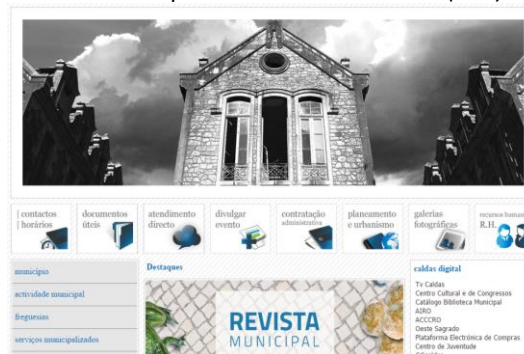 | contactos
| horários
documentos
úteis
atendimento
directo
divulgar
evento
contratação
administrativa
planeamento
e urbanismo
galerias
fotográficas
recursos human
R.H.
município
actividade municipal
freguesias
serviços municipalizados
Destaques
REVISTA
MUNICIPAL
caldas digital
Tv Caldas
Centro Cultural e de Congressos
Catálogo Biblioteca Municipal
AIRO
ACCCRO
Oeste Sagrado
Plataforma Electrónica de Compras
Centro de Juventude